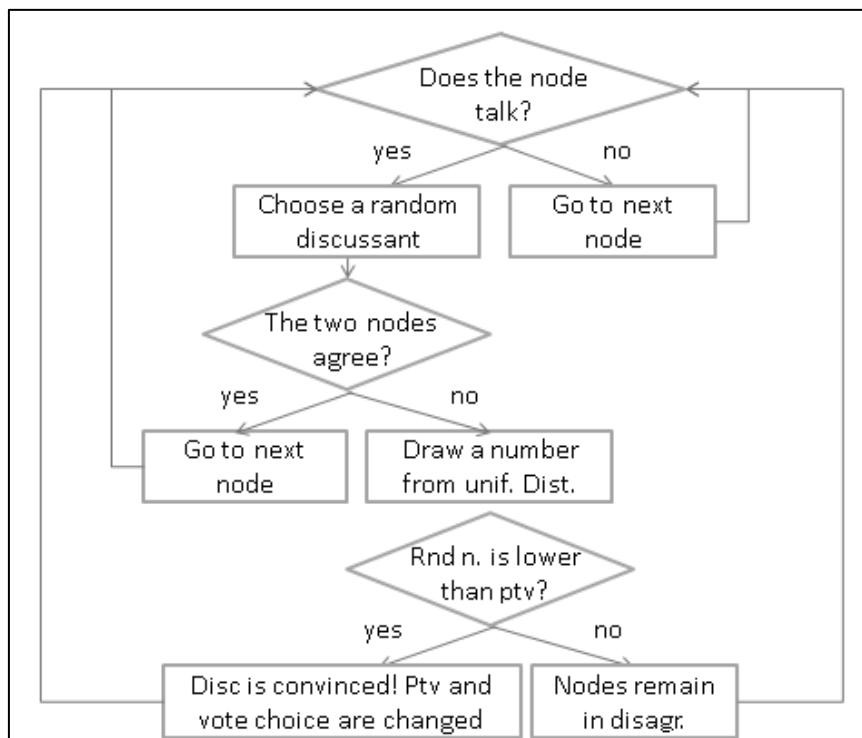 Does the node
talk?
yes
no
Choose a random
discussant
Go to next
node
The two nodes
agree?
yes
no
Go to next
node
Draw a number
from unif. Dist.
Rnd n. is lower
than ptv?
yes
no
Disc is convinced! Ptv and
vote choice are changed
Nodes remain
in disagr.